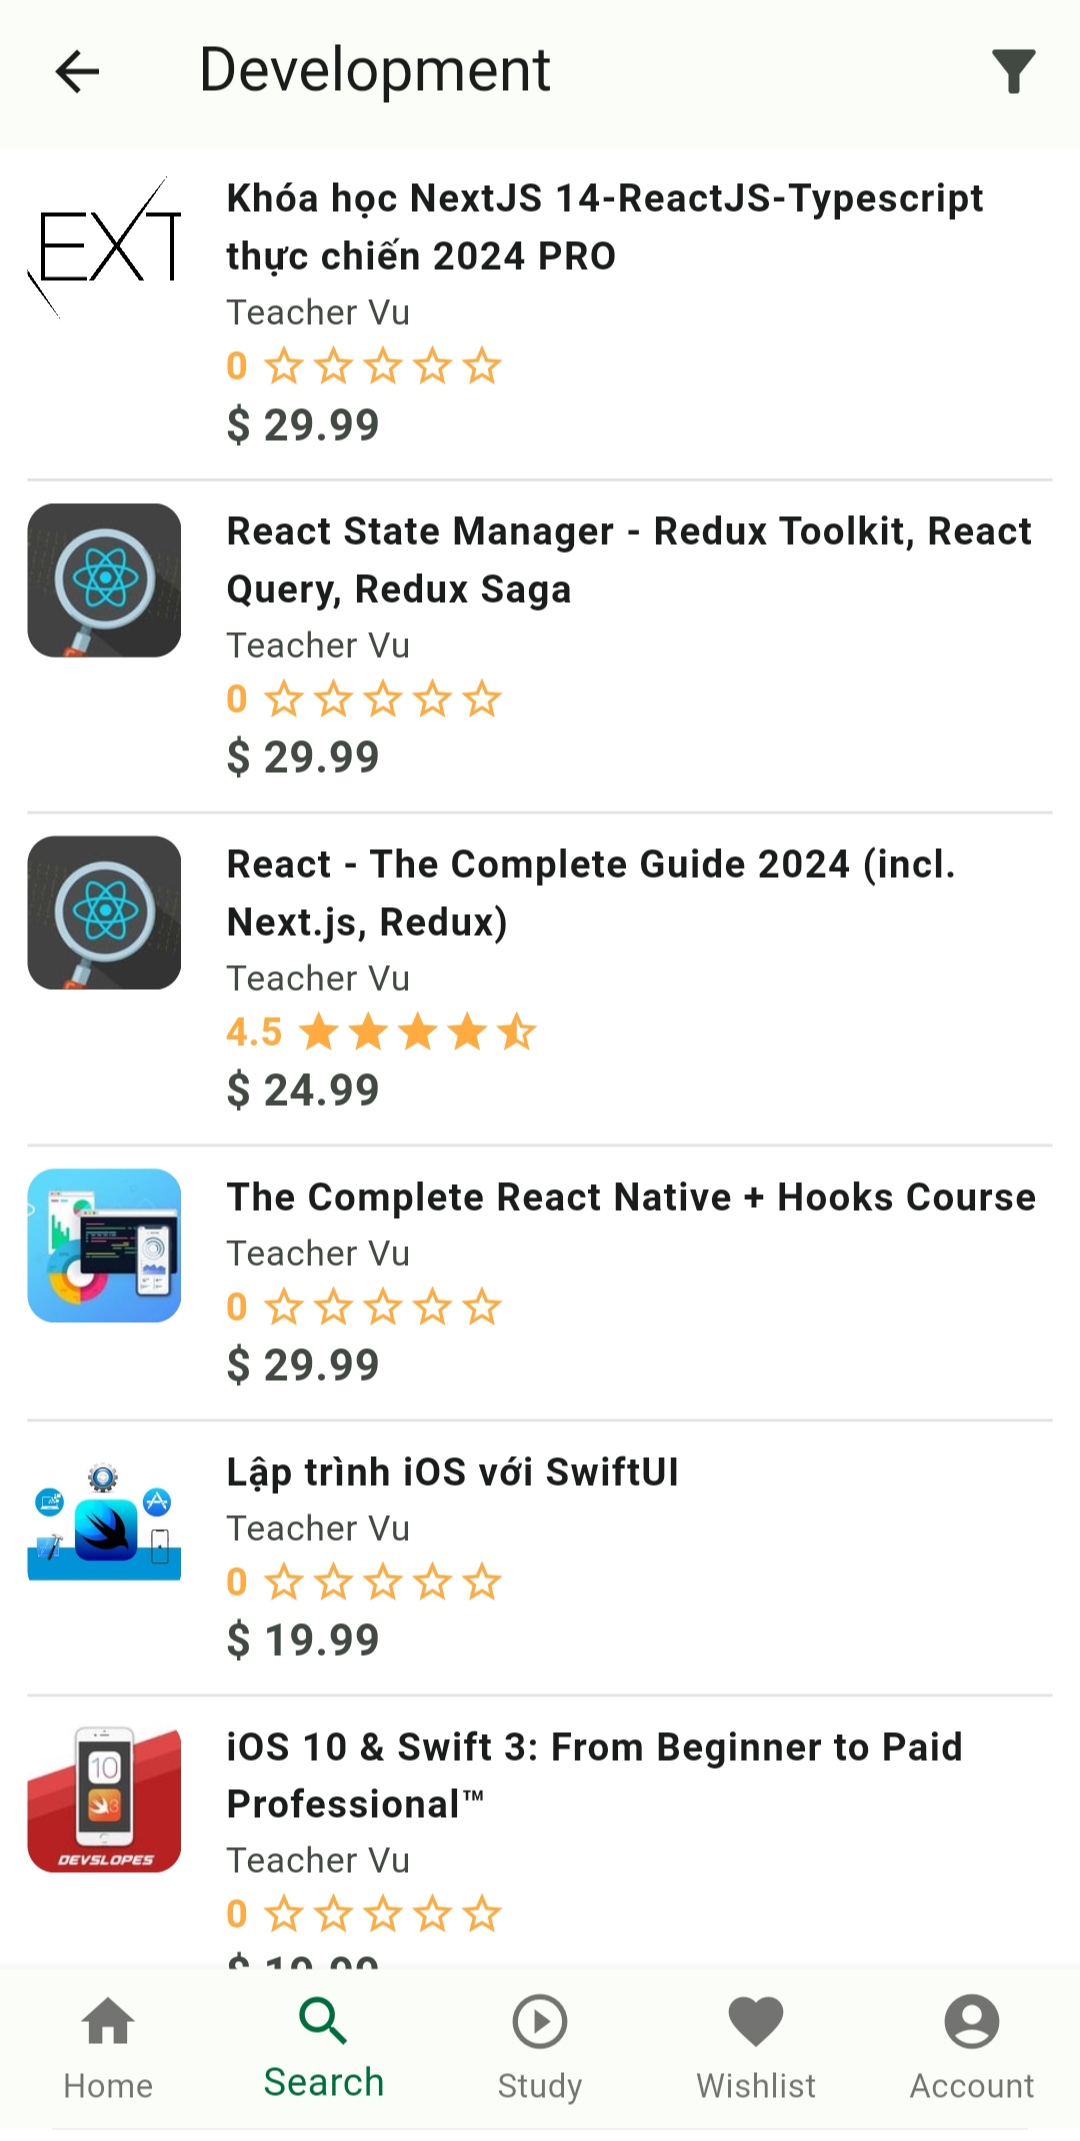 Development
EXT
Khóa học NextJS 14-ReactJS-Typescript
thực chiến 2024 PRO
Teacher Vu
0
$ 29.99
React State Manager - Redux Toolkit, React
Query, Redux Saga
Teacher Vu
0
$ 29.99
React - The Complete Guide 2024 (incl.
Next.js, Redux)
Teacher Vu
4.5
$ 24.99
The Complete React Native + Hooks Course
Teacher Vu
0
$ 29.99
Lập trình iOS với SwiftUI
Teacher Vu
0
$ 19.99
10
3
DEVSLOPES
iOS 10 & Swift 3: From Beginner to Paid
Professional™
Teacher Vu
0
Home
Search
Study
Wishlist
Account